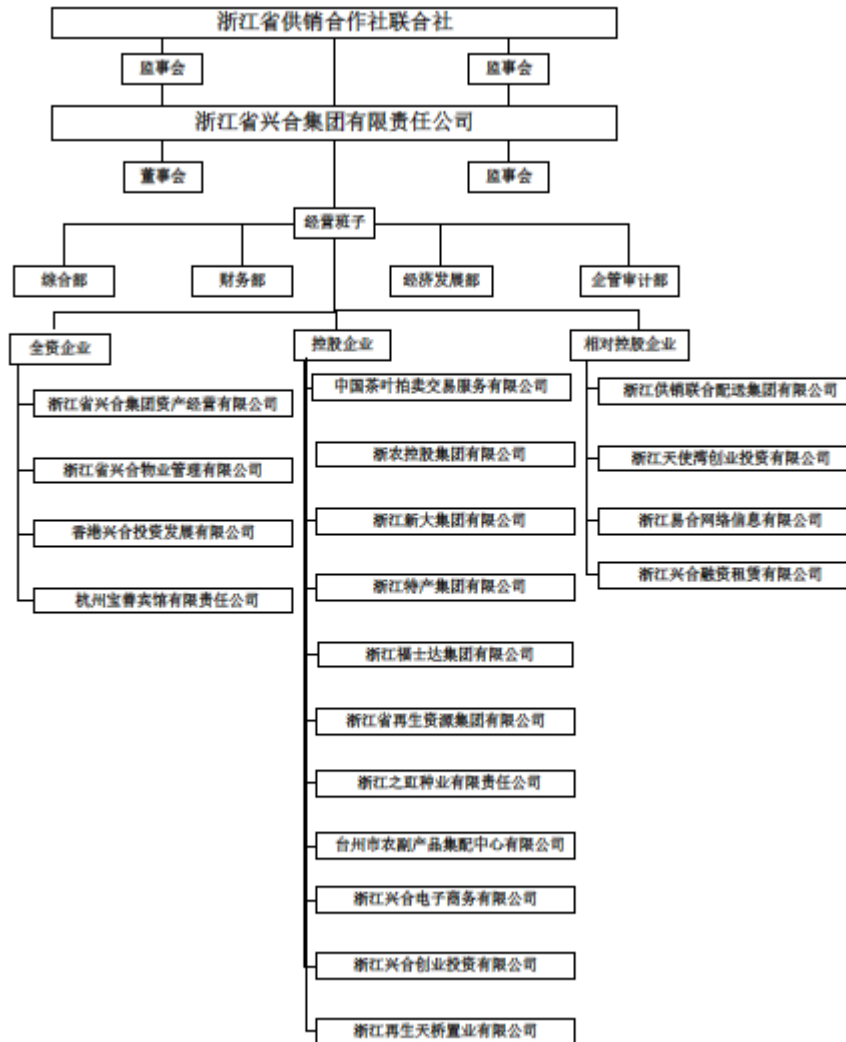 浙江省供销合作社联合社
监事会
监事会
浙江省兴合集团有限责任公司
董事会
监事会
经营班子
综合部
财务部
经济发展部
企管审计部
全资企业
控股企业
相对控股企业
浙江省兴合集团资产经营有限公司
浙江省兴合物业管理有限公司
香港兴合投资发展有限公司
杭州宝善宾馆有限责任公司
中国茶叶拍卖交易服务有限公司
浙农控股集团有限公司
浙江新大集团有限公司
浙江特产集团有限公司
浙江福士达集团有限公司
浙江省再生资源集团有限公司
浙江之豇种业有限责任公司
台州市农副产品集配中心有限公司
浙江兴合电子商务有限公司
浙江兴合创业投资有限公司
浙江再生天桥置业有限公司
浙江供销联合配送集团有限公司
浙江天使湾创业投资有限公司
浙江易合网络信息有限公司
浙江兴合融资租赁有限公司